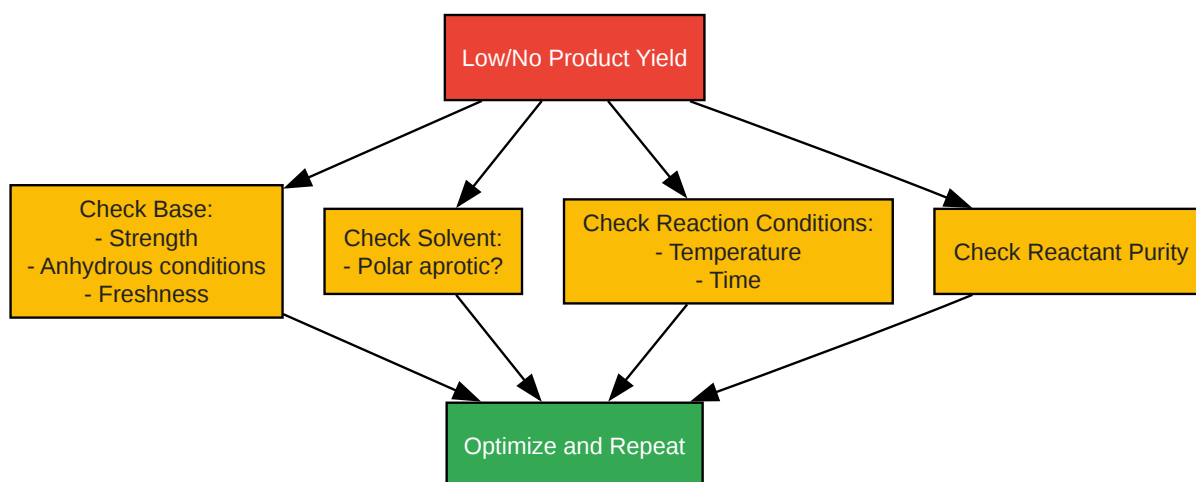 Low/No Product Yield
Check Base:
- Strength
- Anhydrous conditions
- Freshness
Check Solvent:
- Polar aprotic?
Check Reaction Conditions:
- Temperature
- Time
Check Reactant Purity
Optimize and Repeat